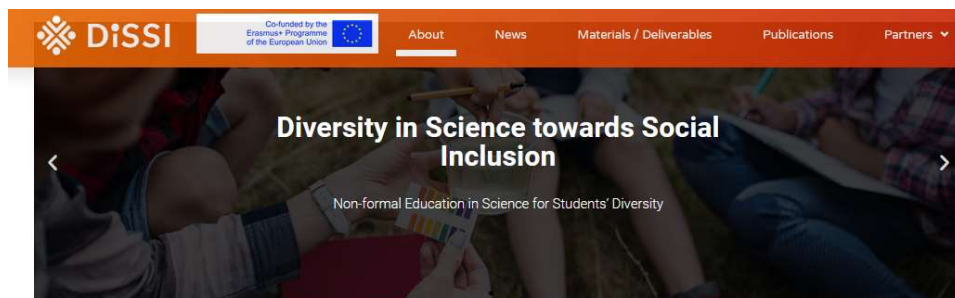 DiSSI
Co-funded by the
Erasmus+ Programme
of the European Union
About
News
Materials / Deliverables
Publications
Partners
Diversity in Science towards Social
Inclusion
Non-formal Education in Science for Students' Diversity